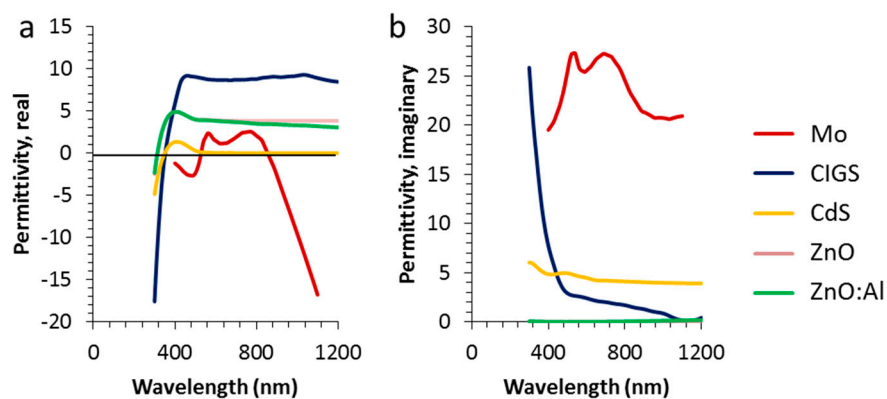 a
15
10
5
0
-5
-10
-15
-20
Permittivity, real
0 400 800 1200
Wavelength (nm)
b
30
25
20
15
10
5
0
Permittivity, imaginary
0 400 800 1200
Wavelength (nm)
Mo
CIGS
CdS
ZnO
ZnO:Al